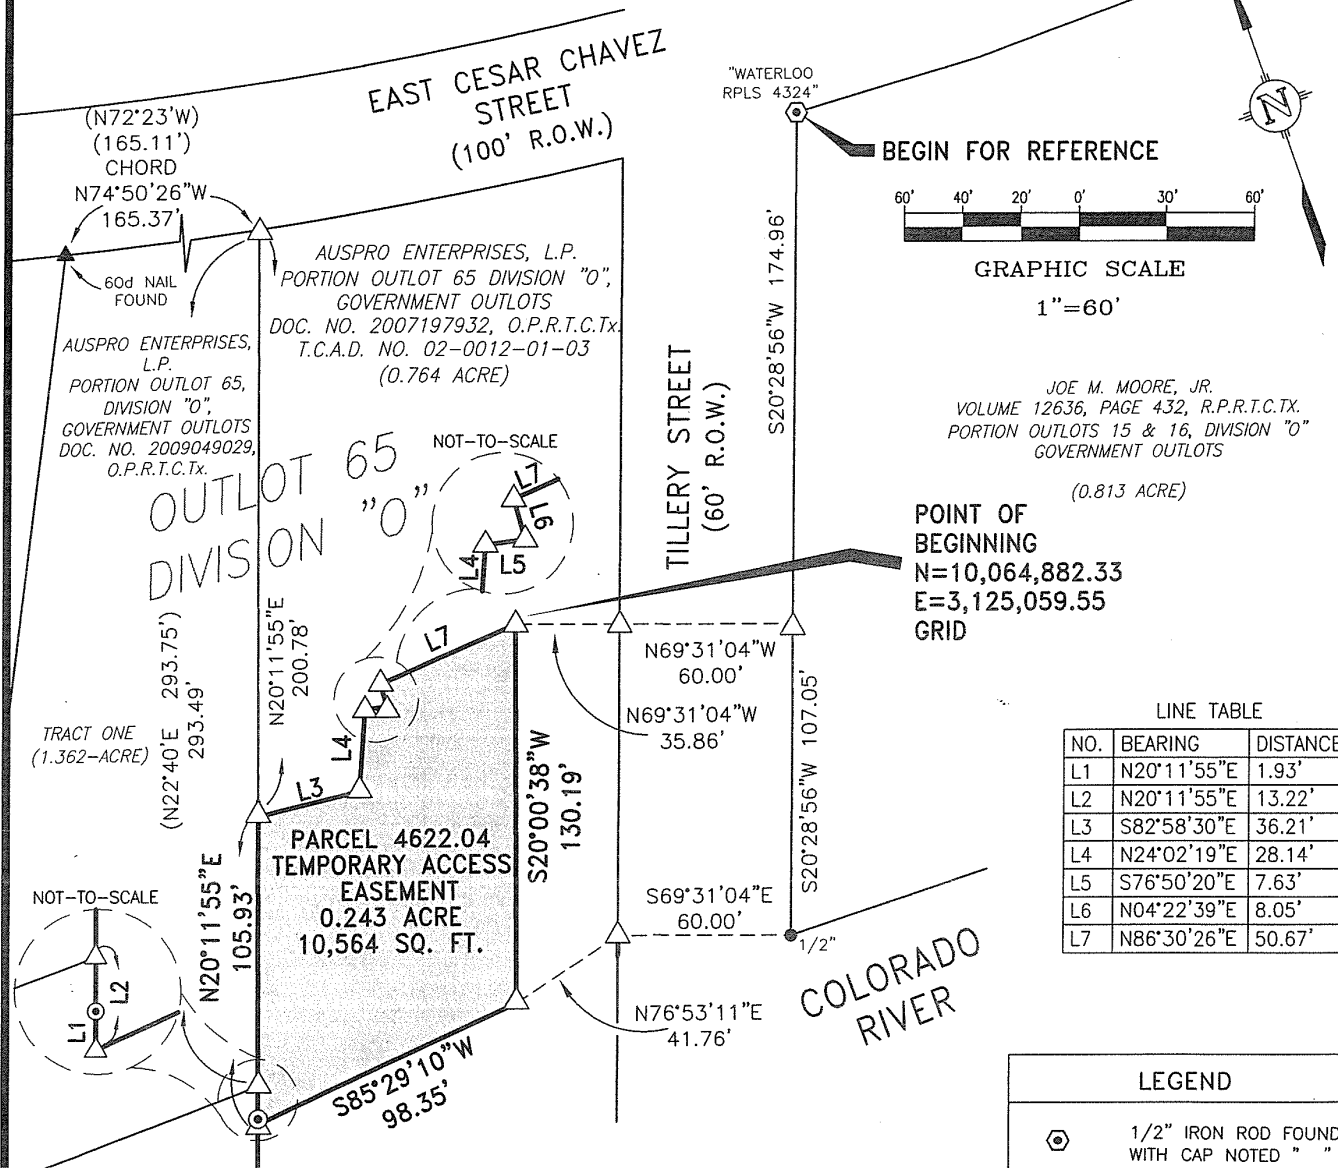 EAST CESAR CHAVEZ
STREET
(100' R.O.W.)
(N72°23'W)
(165.11')
CHORD
N74°50'26"W
165.37'
60d NAIL
FOUND
"WATERLOO
RPLS 4324"
BEGIN FOR REFERENCE
N
60' 40' 20' 0' 30' 60'
GRAPHIC SCALE
1"=60'
AUSPRO ENTERPRISES, L.P.
PORTION OUTLOT 65 DIVISION "O",
GOVERNMENT OUTLOTS
DOC. NO. 2007197932, O.P.R.T.C.Tx.
T.C.A.D. NO. 02-0012-01-03
(0.764 ACRE)
AUSPRO ENTERPRISES,
L.P.
PORTION OUTLOT 65,
DIVISION "O",
GOVERNMENT OUTLOTS
DOC. NO. 2009049029,
O.P.R.T.C.Tx.
OUTLOT 65
DIVISION "O"
NOT-TO-SCALE
L7
L6
L5
L4
TILLERY STREET
(60' R.O.W.)
S20°28'56"W 174.96'
JOE M. MOORE, JR.
VOLUME 12636, PAGE 432, R.P.R.T.C.TX.
PORTION OUTLOTS 15 & 16, DIVISION "O"
GOVERNMENT OUTLOTS
(0.813 ACRE)
POINT OF
BEGINNING
N=10,064,882.33
E=3,125,059.55
GRID
(N22°40'E 293.75')
293.49'
N20°11'55"E
200.78'
TRACT ONE
(1.362-ACRE)
L7
L4
L3
N69°31'04"W
60.00'
N69°31'04"W
35.86'
S20°28'56"W 107.05'
S20°00'38"W
130.19'
PARCEL 4622.04
TEMPORARY ACCESS
EASEMENT
0.243 ACRE
10,564 SQ. FT.
N20°11'55"E
105.93'
NOT-TO-SCALE
L2
L1
S69°31'04"E
60.00'
1/2"
N76°53'11"E
41.76'
S85°29'10"W
98.35'
COLORADO
RIVER
LINE TABLE
NO. BEARING DISTANCE
L1 N20°11'55"E 1.93'
L2 N20°11'55"E 13.22'
L3 S82°58'30"E 36.21'
L4 N24°02'19"E 28.14'
L5 S76°50'20"E 7.63'
L6 N04°22'39"E 8.05'
L7 N86°30'26"E 50.67'
LEGEND
1/2" IRON ROD FOUND
WITH CAP NOTED " "